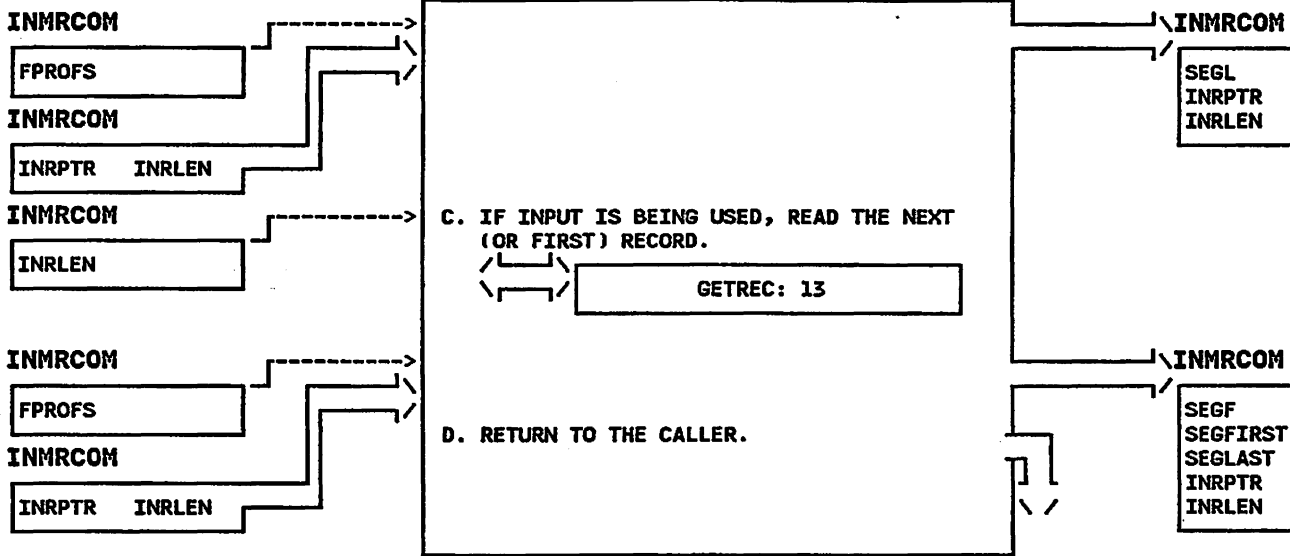 INMRCOM
FPROFS
INMRCOM
INRPTR INRLEN
INMRCOM
INRLEN
INMRCOM
FPROFS
INMRCOM
INRPTR INRLEN
C. IF INPUT IS BEING USED, READ THE NEXT
(OR FIRST) RECORD.
GETREC: 13
D. RETURN TO THE CALLER.
INMRCOM
SEGL
INRPTR
INRLEN
INMRCOM
SEGF
SEGFIRST
SEGLAST
INRPTR
INRLEN